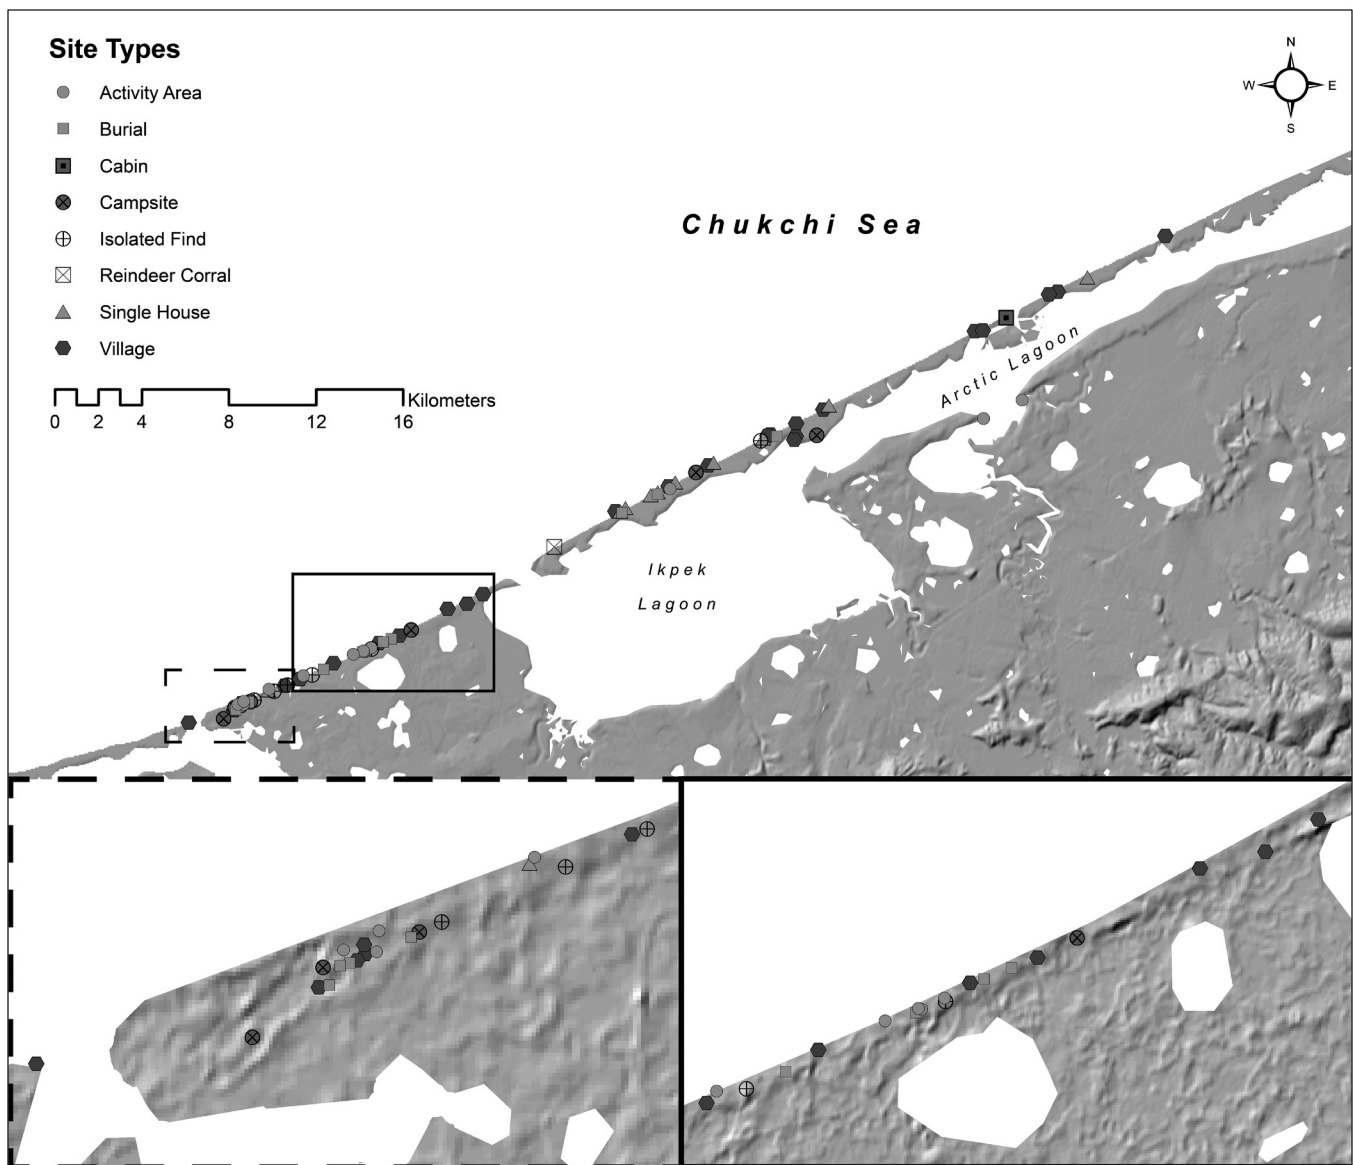 Site Types
Activity Area
Burial
Cabin
Campsite
Isolated Find
Reindeer Corral
Single House
Village
Kilometers
0 2 4 8 12 16
N
W E
S
Chukchi Sea
Arctic Lagoon
Ikpek
Lagoon